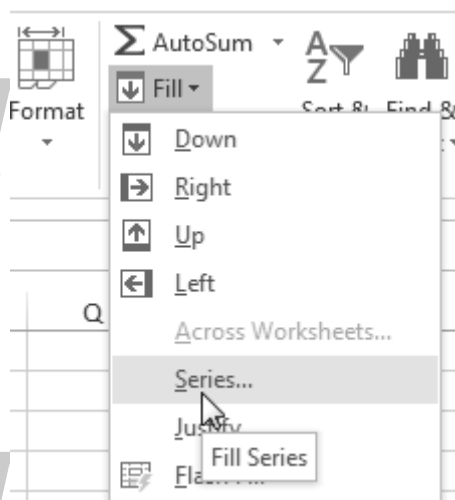 AutoSum
Fill
Format
Down
Right
Up
Left
Q
Across Worksheets...
Series...
Fill Series